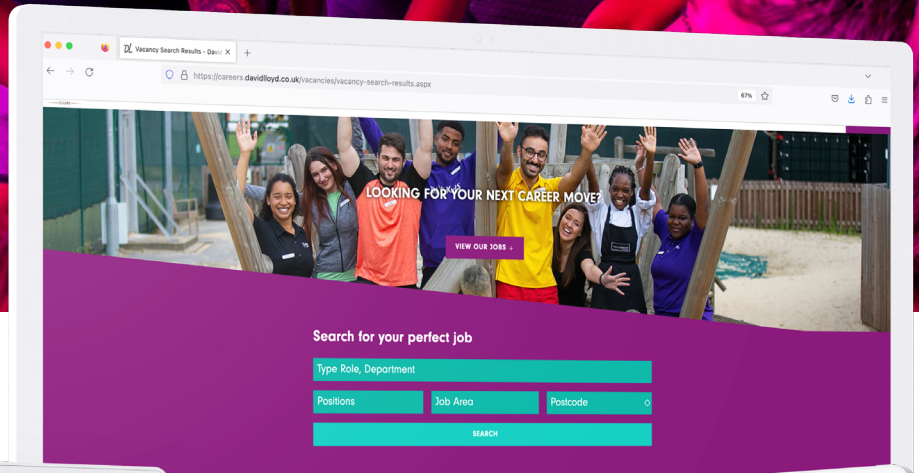 Vacancy Search Results - David
https://careers.davidlloyd.co.uk/vacancies/vacancy-search-results.aspx
67%
CLUBS
LOOKING FOR YOUR NEXT CAREER MOVE?
VIEW OUR JOBS ↓
Search for your perfect job
Type Role, Department
Positions
Job Area
Postcode
SEARCH